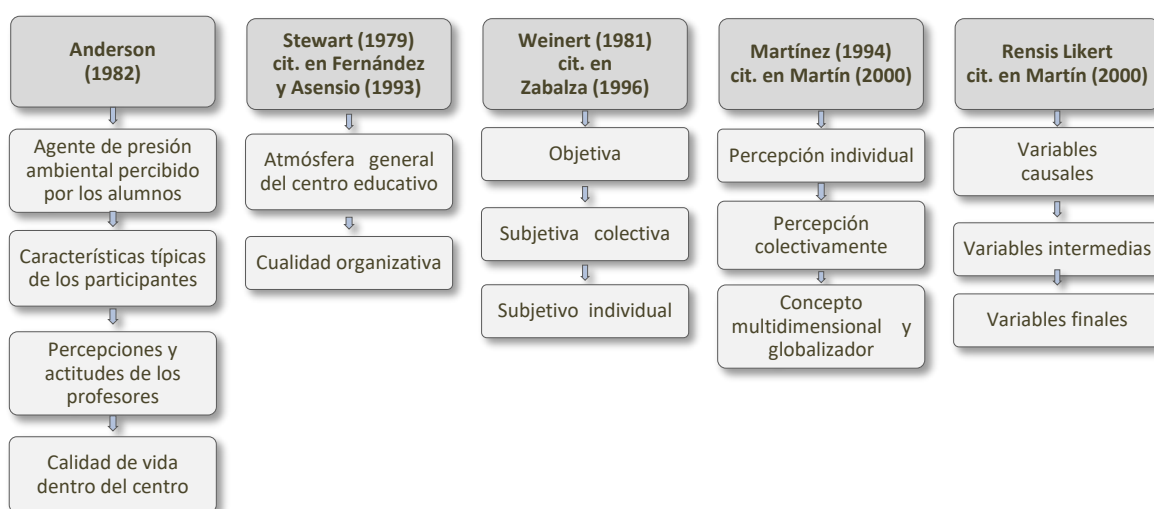 Anderson
(1982)
Agente de presión
ambiental percibido
por los alumnos
Características típicas
de los participantes
Percepciones y
actitudes de los
profesores
Calidad de vida
dentro del centro
Stewart (1979)
cit. en Fernández
y Asensio (1993)
Atmósfera general
del centro educativo
Cualidad organizativa
Weinert (1981)
cit. en
Zabalza (1996)
Objetiva
Subjetiva colectiva
Subjetivo individual
Martínez (1994)
cit. en Martín (2000)
Percepción individual
Percepción
colectivamente
Concepto
multidimensional y
globalizador
Rensis Likert
cit. en Martín (2000)
Variables
causales
Variables intermedias
Variables finales